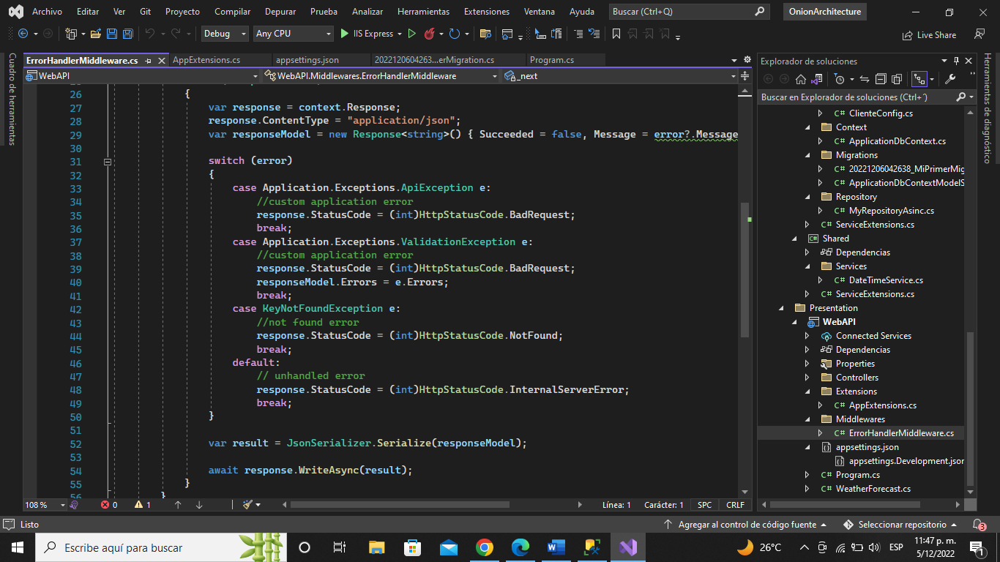 Archivo Editar Ver Git Proyecto Compilar Depurar Prueba Analizar Herramientas Extensiones Ventana Ayuda Buscar (Ctrl+Q) OnionArchitecture
Debug Any CPU IIS Express Live Share
Cuadro de herramientas
ErrorHandlerMiddleware.cs AppExtensions.cs appsettings.json 2022120604263...erMigration.cs Program.cs
WebAPI WebAPI.Middlewares.ErrorHandlerMiddleware _next
26 {
27 var response = context.Response;
28 response.ContentType = "application/json";
29 var responseModel = new Response<string>() { Succeeded = false, Message = error?.Message
30
31 switch (error)
32 {
33 case Application.Exceptions.ApiException e:
34 //custom application error
35 response.StatusCode = (int)HttpStatusCode.BadRequest;
36 break;
37 case Application.Exceptions.ValidationException e:
38 //custom application error
39 response.StatusCode = (int)HttpStatusCode.BadRequest;
40 responseModel.Errors = e.Errors;
41 break;
42 case KeyNotFoundException e:
43 //not found error
44 response.StatusCode = (int)HttpStatusCode.NotFound;
45 break;
46 default:
47 // unhandled error
48 response.StatusCode = (int)HttpStatusCode.InternalServerError;
49 break;
50 }
51
52 var result = JsonSerializer.Serialize(responseModel);
53
54 await response.WriteAsync(result);
55 }
56 }
108 % 0 1 Línea: 1 Carácter: 1 SPC CRLF
Explorador de soluciones
Buscar en Explorador de soluciones (Ctrl+´)
C# ClienteConfig.cs
Context
C# ApplicationDbContext.cs
Migrations
C# 20221206042638_MiPrimerMig
C# ApplicationDbContextModelS
Repository
C# MyRepositoryAsinc.cs
C# ServiceExtensions.cs
C# Shared
Dependencias
Services
C# DateTimeService.cs
C# ServiceExtensions.cs
Presentation
WebAPI
Connected Services
Dependencias
Properties
Controllers
Extensions
C# AppExtensions.cs
Middlewares
C# ErrorHandlerMiddleware.cs
appsettings.json
appsettings.Development.json
C# Program.cs
C# WeatherForecast.cs
Herramientas de diagnóstico
Listo Agregar al control de código fuente Seleccionar repositorio 3
Escribe aquí para buscar 26°C ESP 11:47 p. m.
5/12/2022 1